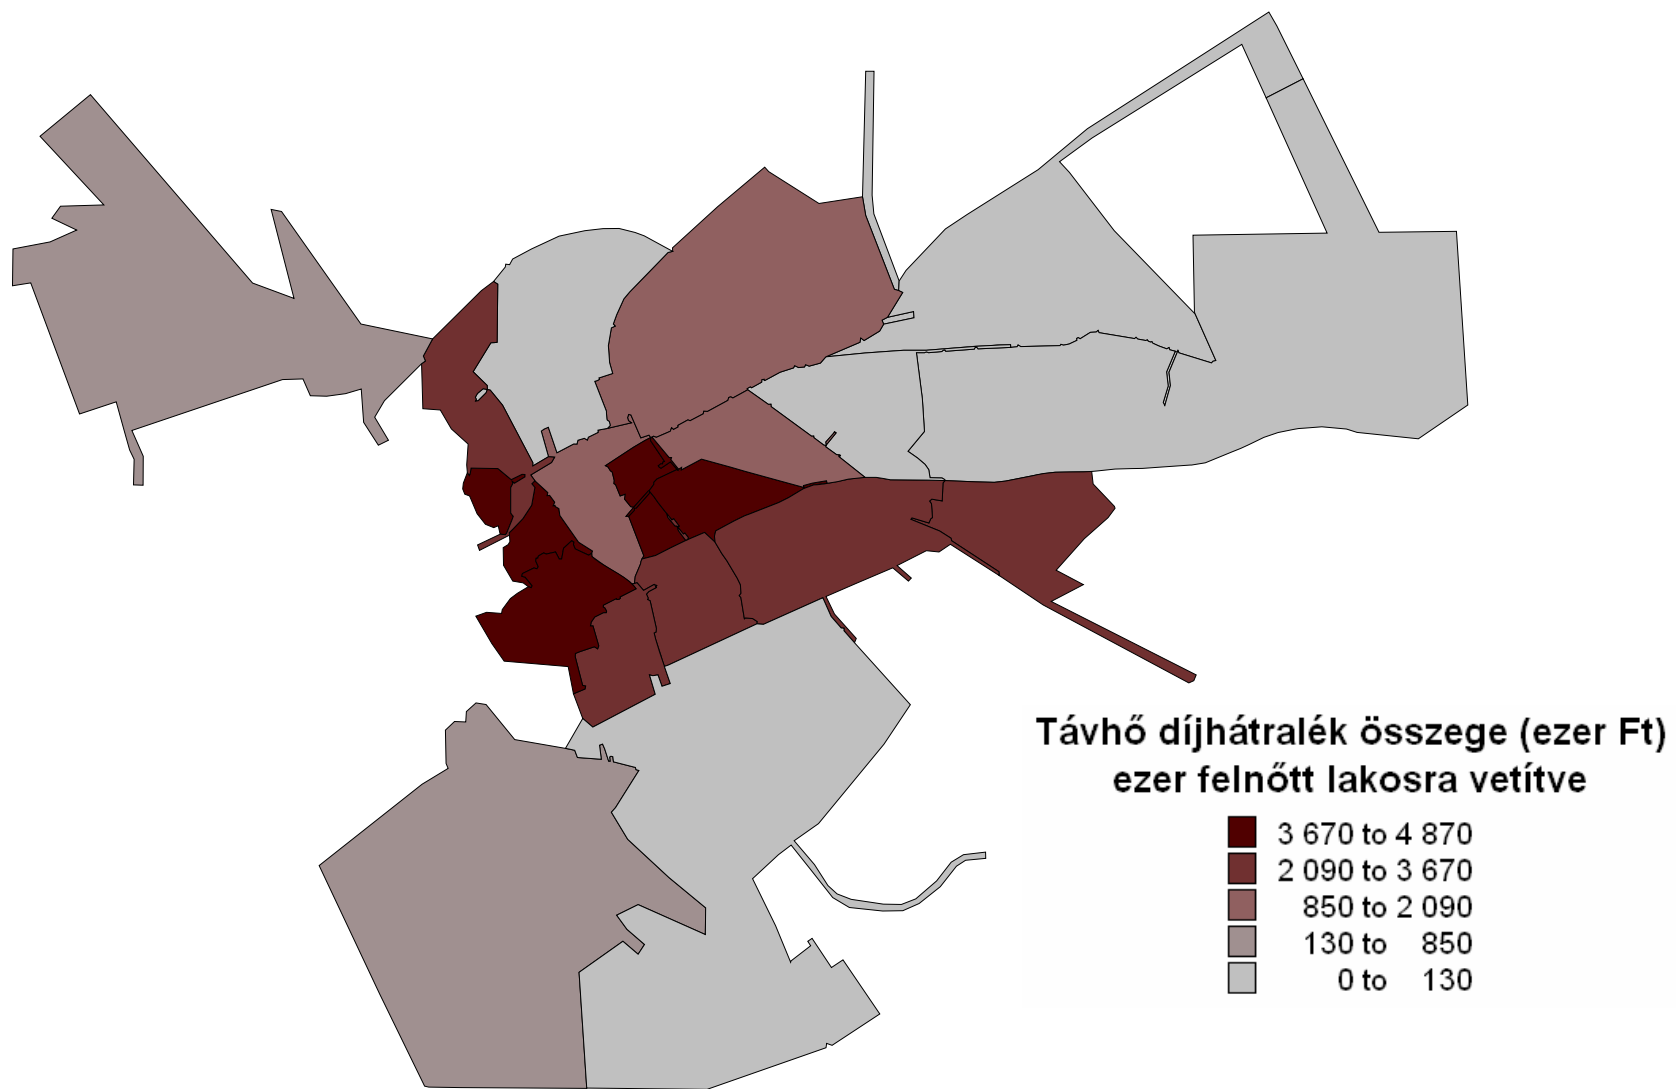 Távhő díjhátralék összege (ezer Ft)
ezer felnőtt lakosra vetítve
3 670 to 4 870
2 090 to 3 670
850 to 2 090
130 to 850
0 to 130